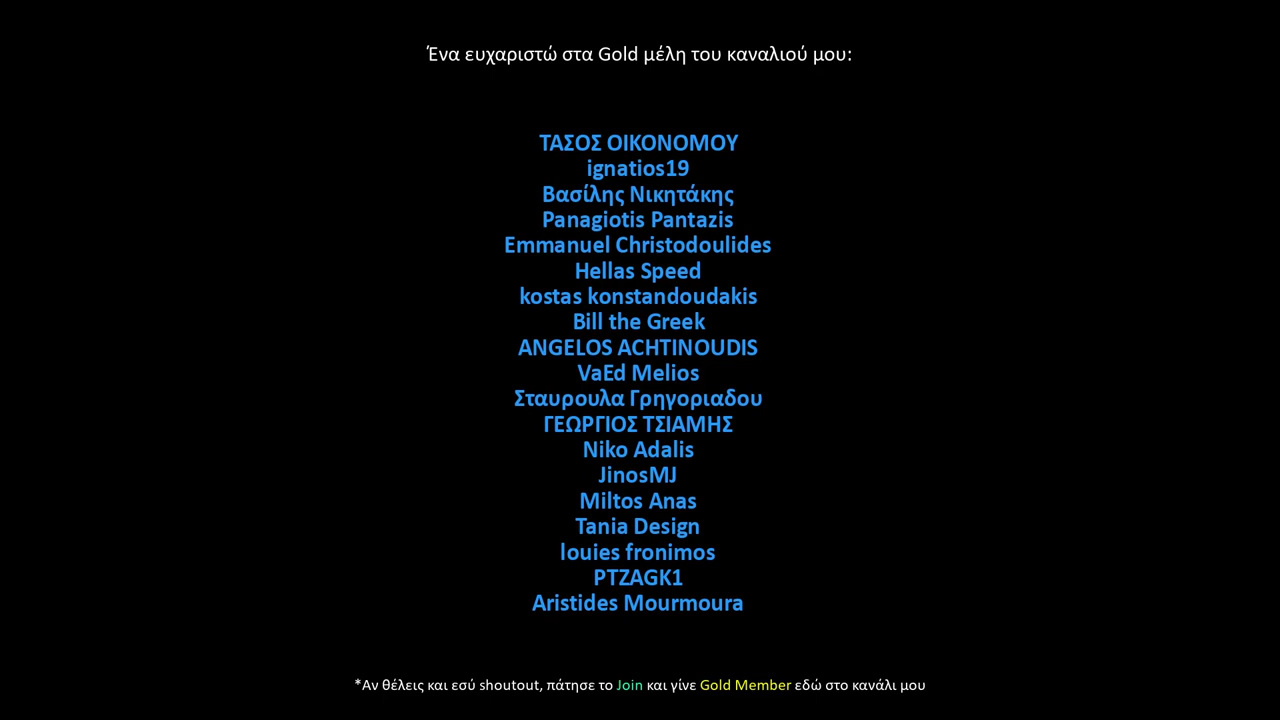 Ένα ευχαριστώ στα Gold μέλη του καναλιού μου:
ΤΑΣΟΣ ΟΙΚΟΝΟΜΟΥ
ignatios19
Βασίλης Νικητάκης
Panagiotis Pantazis
Emmanuel Christodoulides
Hellas Speed
kostas konstandoudakis
Bill the Greek
ANGELOS ACHTINOUDIS
VaEd Melios
Σταυρουλα Γρηγοριαδου
ΓΕΩΡΓΙΟΣ ΤΣΙΑΜΗΣ
Niko Adalis
JinosMJ
Miltos Anas
Tania Design
louies fronimos
PTZAGK1
Aristides Mourmoura
*Αν θέλεις και εσύ shoutout, πάτησε το Join και γίνε Gold Member εδώ στο κανάλι μου